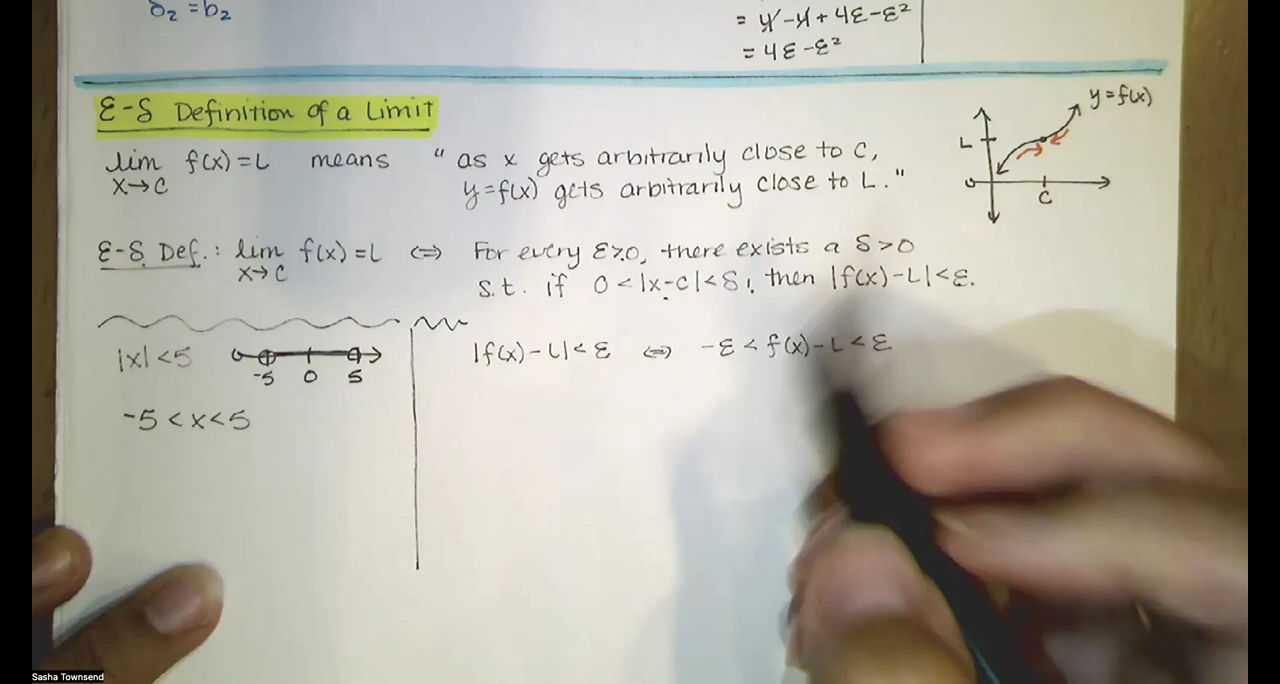 δ₂ = b₂
= 4 - 4 + 4ε - ε²
= 4ε - ε²
ε-δ Definition of a Limit
lim f(x) = L means " as x gets arbitrarily close to c,
x→c
y = f(x) gets arbitrarily close to L. "
y = f(x)
L
c
ε-δ Def.: lim f(x) = L ⇔ For every ε>0, there exists a δ>0
x→c
s.t. if 0 < |x-c| < δ, then |f(x) - L| < ε.
|x| < 5
-5 0 5
-5 < x < 5
|f(x) - L| < ε ⇔ -ε < f(x) - L < ε
Sasha Townsend